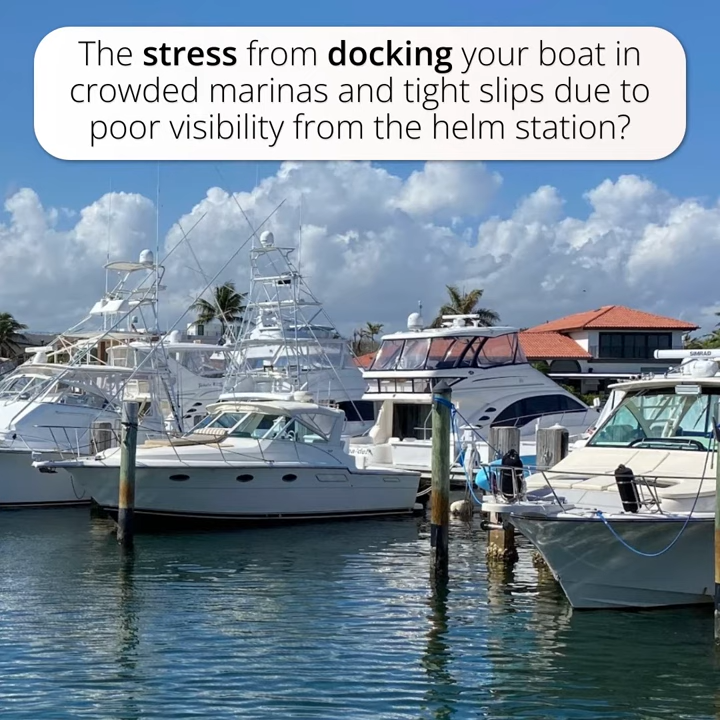 The stress from docking your boat in
crowded marinas and tight slips due to
poor visibility from the helm station?
SIMRAD